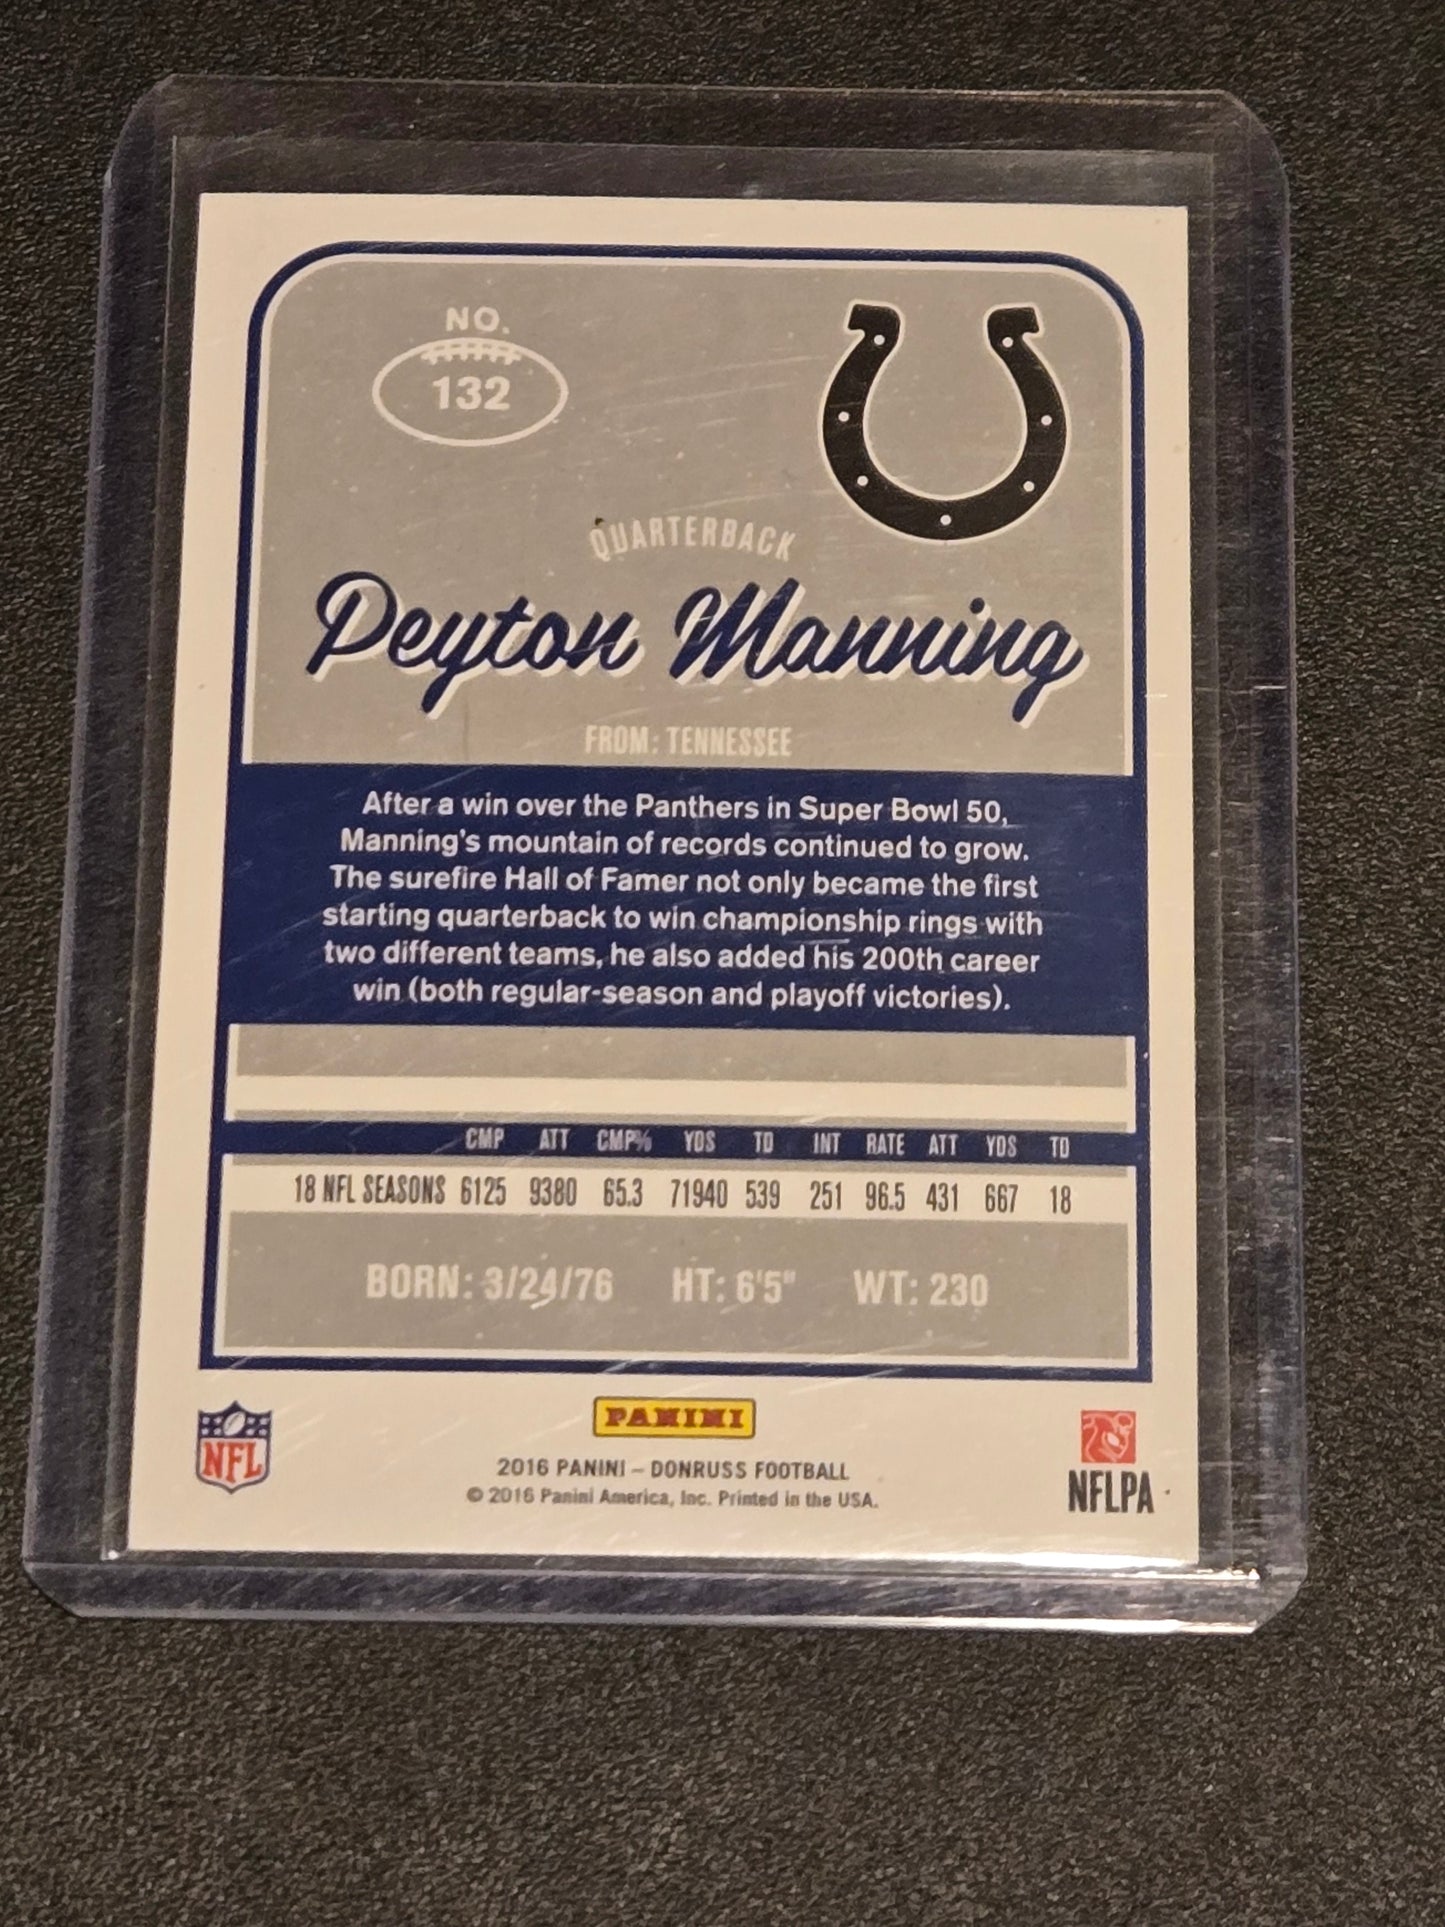 NO.
132
QUARTERBACK
Peyton Manning
FROM: TENNESSEE
After a win over the Panthers in Super Bowl 50,
Manning's mountain of records continued to grow.
The surefire Hall of Famer not only became the first
starting quarterback to win championship rings with
two different teams, he also added his 200th career
win (both regular-season and playoff victories).
CMP ATT CMP% YDS TD INT RATE ATT YDS TD
18 NFL SEASONS 6125 9380 65.3 71940 539 251 96.5 431 667 18
BORN: 3/24/76 HT: 6'5" WT: 230
NFL
PANINI
2016 PANINI – DONRUSS FOOTBALL
© 2016 Panini America, Inc. Printed in the USA.
NFLPA